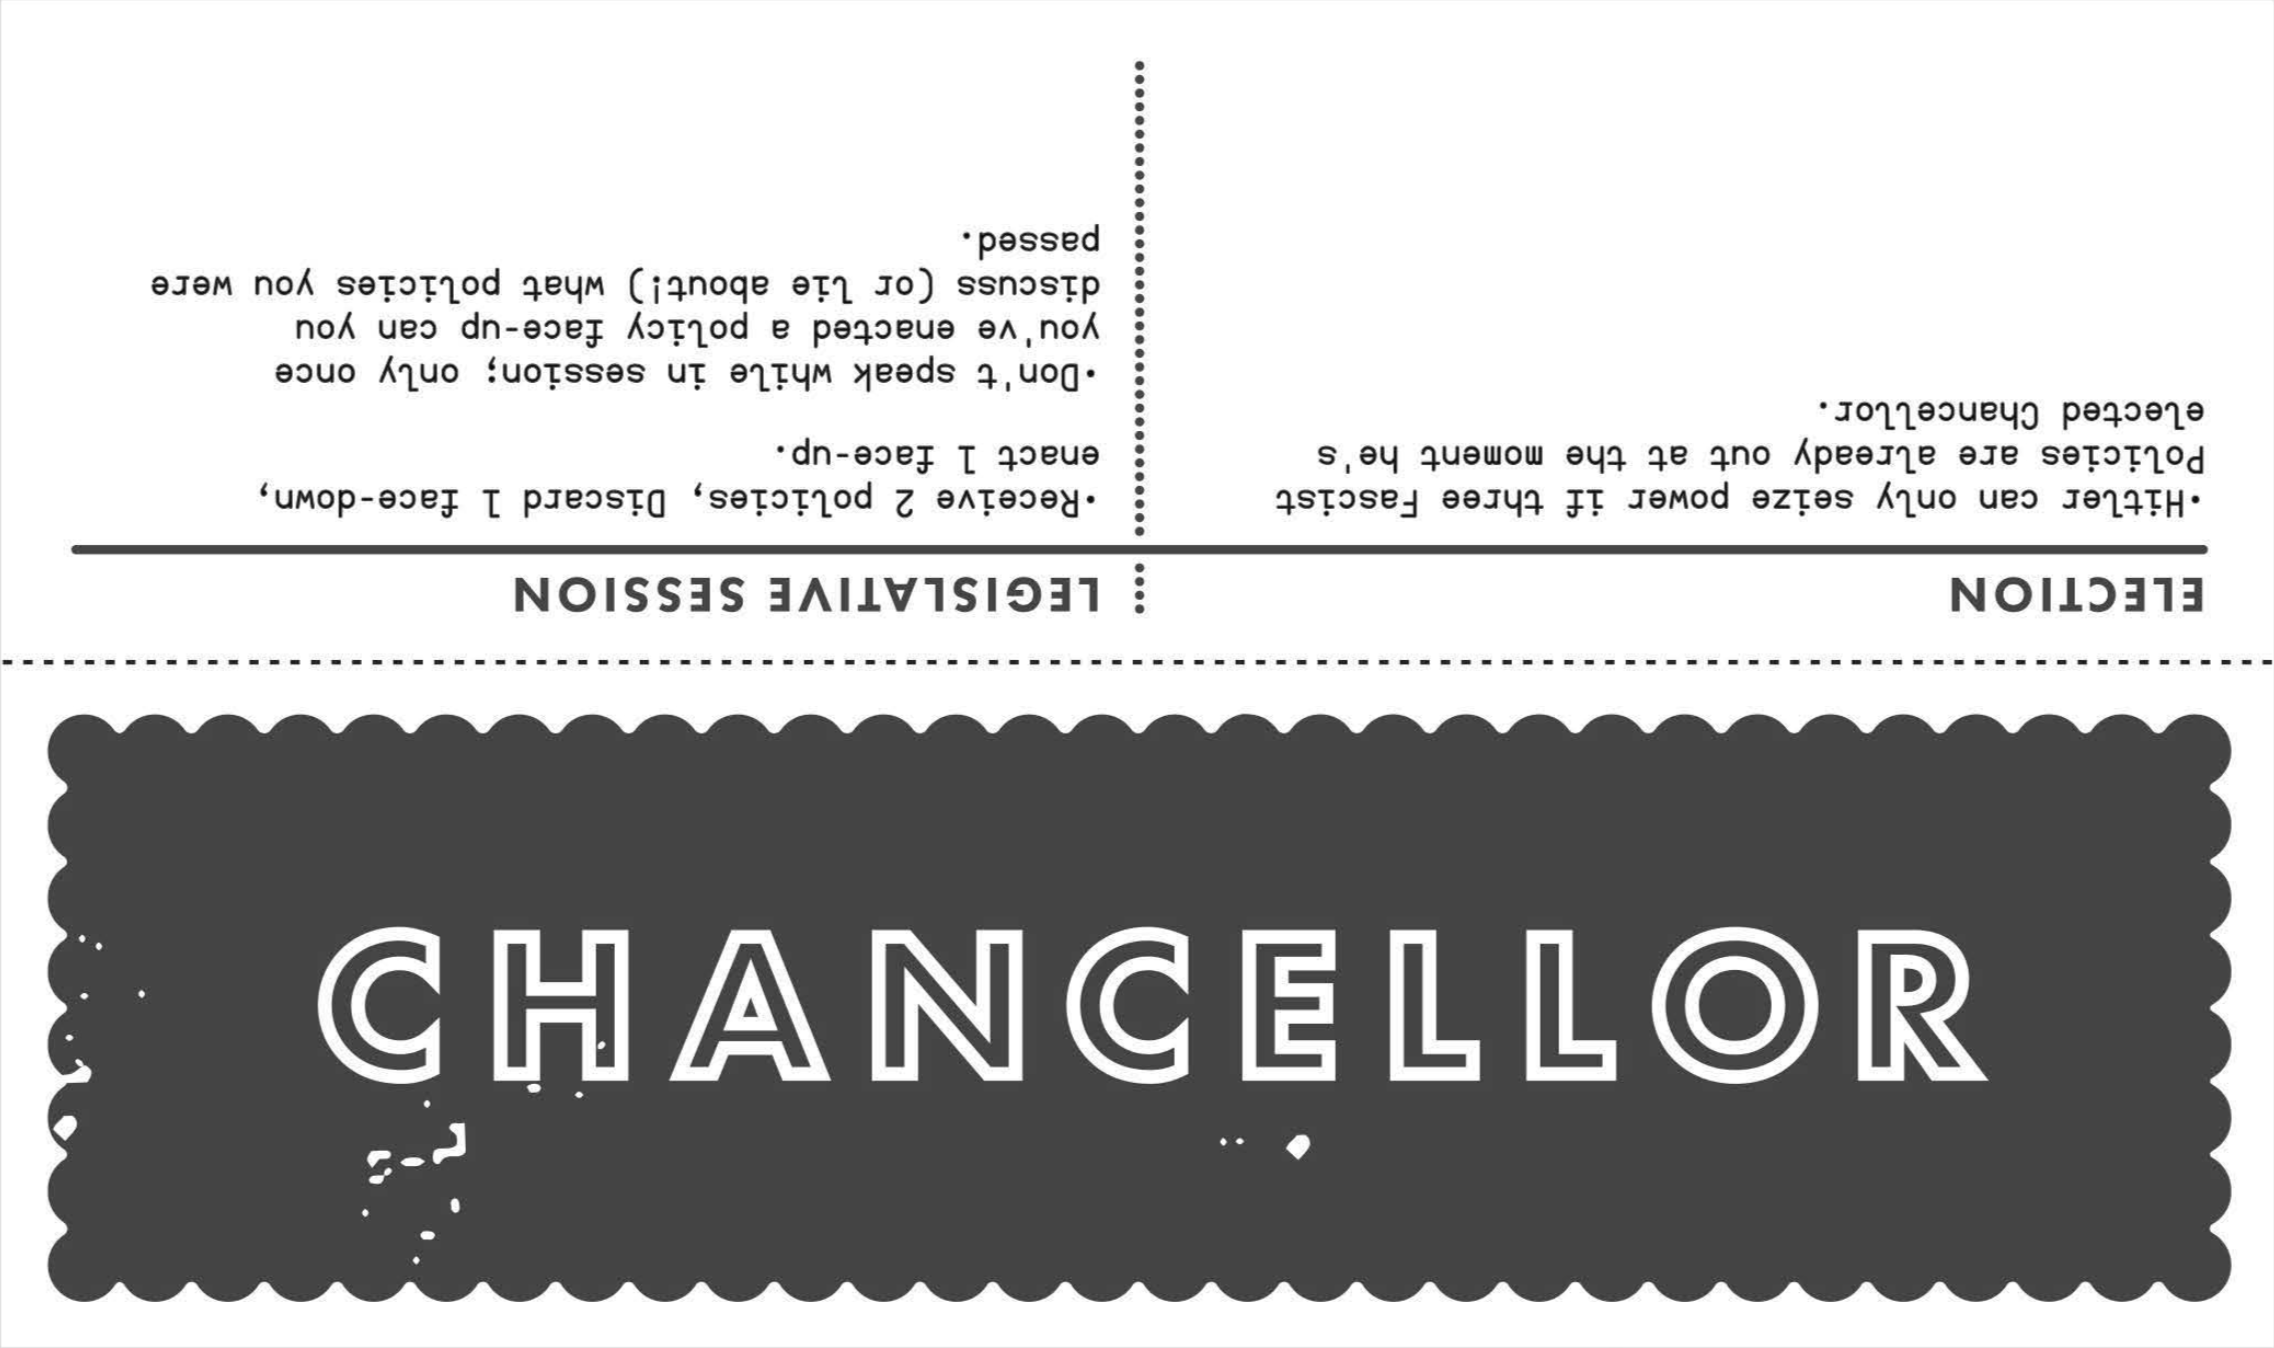 ELECTION
•Hitler can only seize power if three Fascist
Policies are already out at the moment he's
elected Chancellor.
LEGISLATIVE SESSION
•Receive 2 policies, Discard 1 face-down,
enact 1 face-up.
•Don't speak while in session; only once
you've enacted a policy face-up can you
discuss (or lie about!) what policies you were
passed.
CHANCELLOR